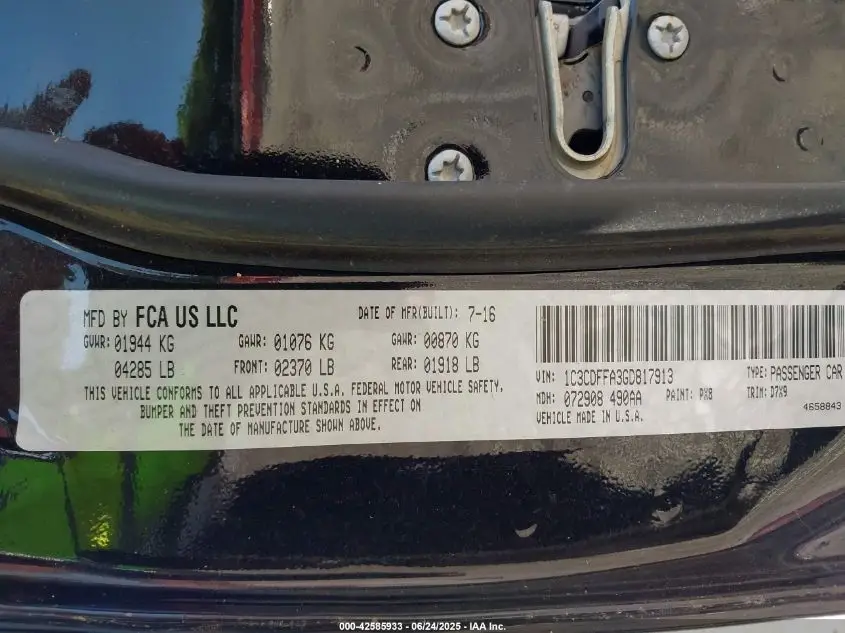 MFD BY FCA US LLC DATE OF MFR(BUILT): 7-16
GVWR: 01944 KG GAWR: 01076 KG GAWR: 00870 KG
04285 LB FRONT: 02370 LB REAR: 01918 LB
THIS VEHICLE CONFORMS TO ALL APPLICABLE U.S.A. FEDERAL MOTOR VEHICLE SAFETY,
BUMPER AND THEFT PREVENTION STANDARDS IN EFFECT ON
THE DATE OF MANUFACTURE SHOWN ABOVE.
VIN: 1C3CDFFA3GD817913 TYPE: PASSENGER CAR
MDH: 072908 490AA PAINT: PX8 TRIM: D7X9
VEHICLE MADE IN U.S.A. 4658843
000-42585933 - 06/24/2025 - IAA Inc.